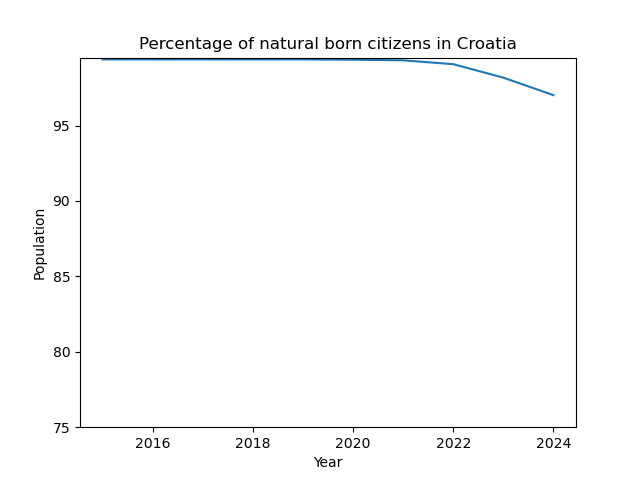 Percentage of natural born citizens in Croatia
Population
95
90
85
80
75
2016 2018 2020 2022 2024
Year